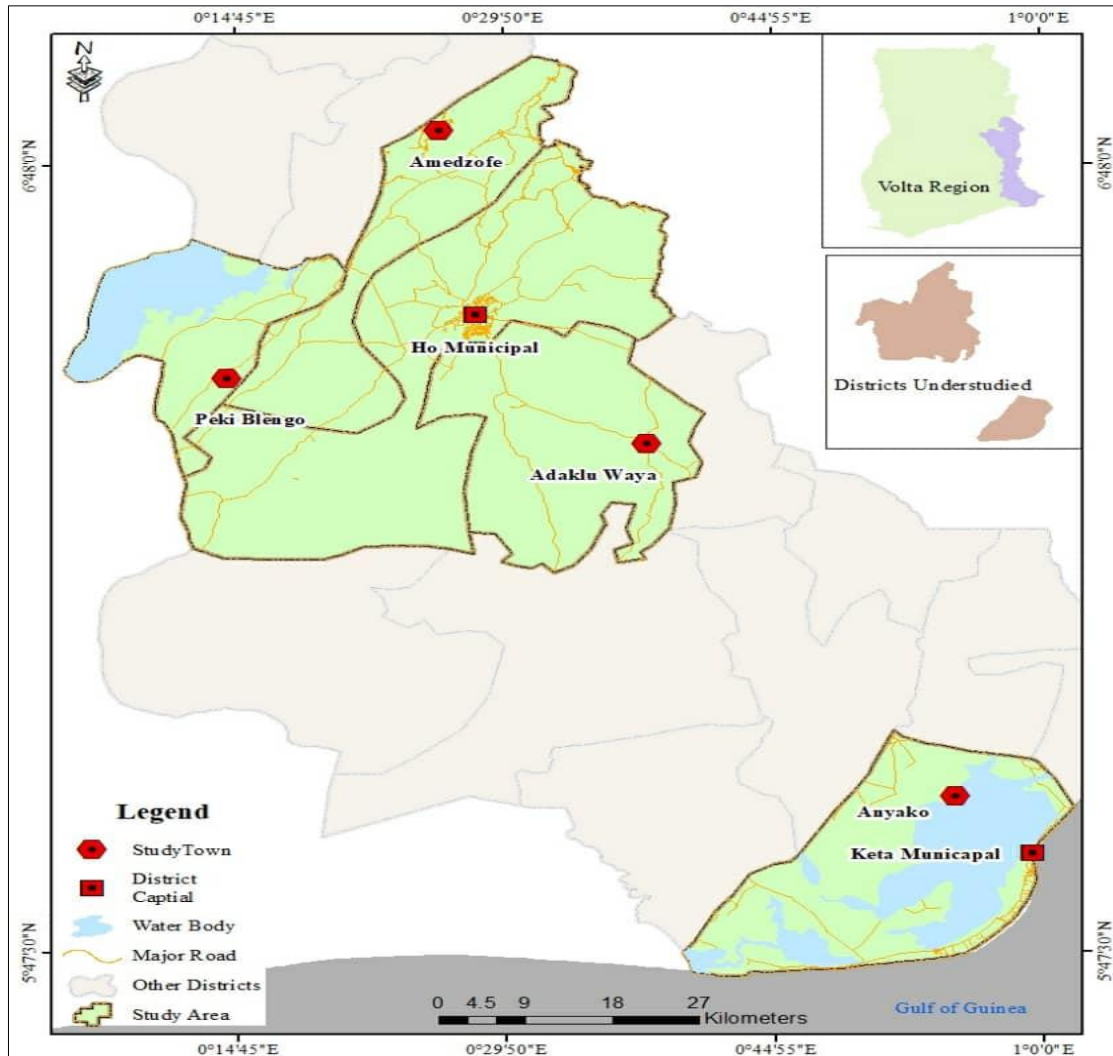 0°14'45"E
0°29'50"E
0°44'55"E
1°0'0"E
N
6°48'0"N
6°48'0"N
Amedzofe
Volta Region
Ho Municipal
Districts Understudied
Peki Blengo
Adaklu Waya
Anyako
Keta Municapal
Legend
StudyTown
District
Captial
Water Body
Major Road
Other Districts
Study Area
5°47'30"N
5°47'30"N
0 4.5 9 18 27
Kilometers
Gulf of Guinea
0°14'45"E
0°29'50"E
0°44'55"E
1°0'0"E